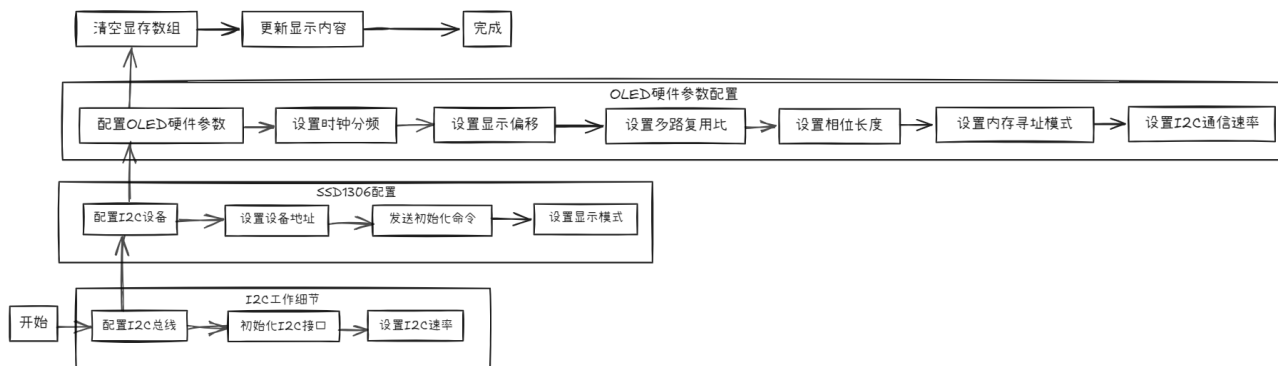 清空显存数组
更新显示内容
完成
OLED硬件参数配置
配置OLED硬件参数
设置时钟分频
设置显示偏移
设置多路复用比
设置相位长度
设置内存寻址模式
设置I2C通信速率
SSD1306配置
配置I2C设备
设置设备地址
发送初始化命令
设置显示模式
I2C工作细节
开始
配置I2C总线
初始化I2C接口
设置I2C速率